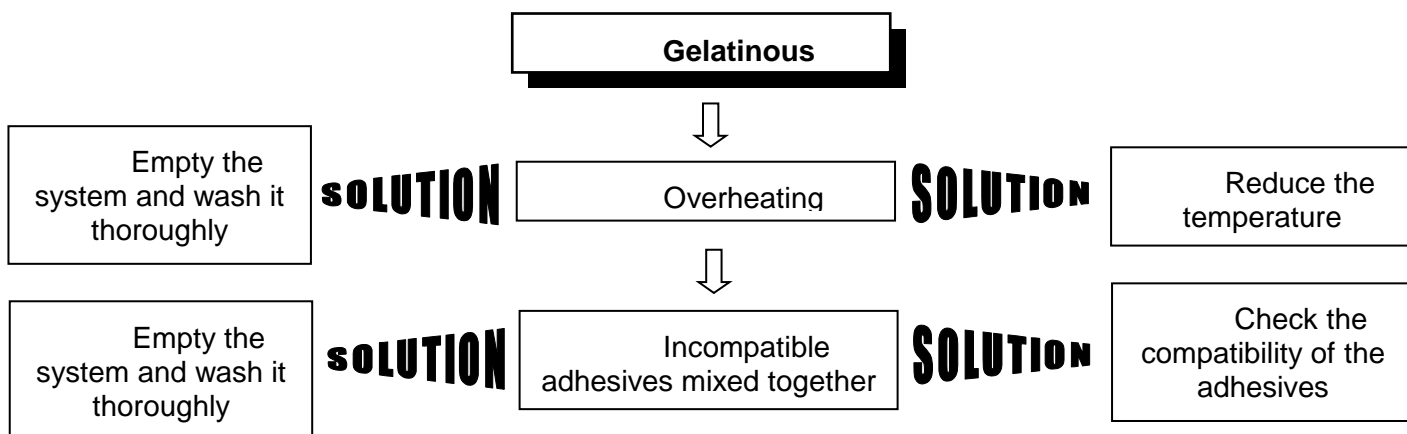 Gelatinous
Empty the
system and wash it
thoroughly
SOLUTION
Overheating
SOLUTION
Reduce the
temperature
Empty the
system and wash it
thoroughly
SOLUTION
Incompatible
adhesives mixed together
SOLUTION
Check the
compatibility of the
adhesives